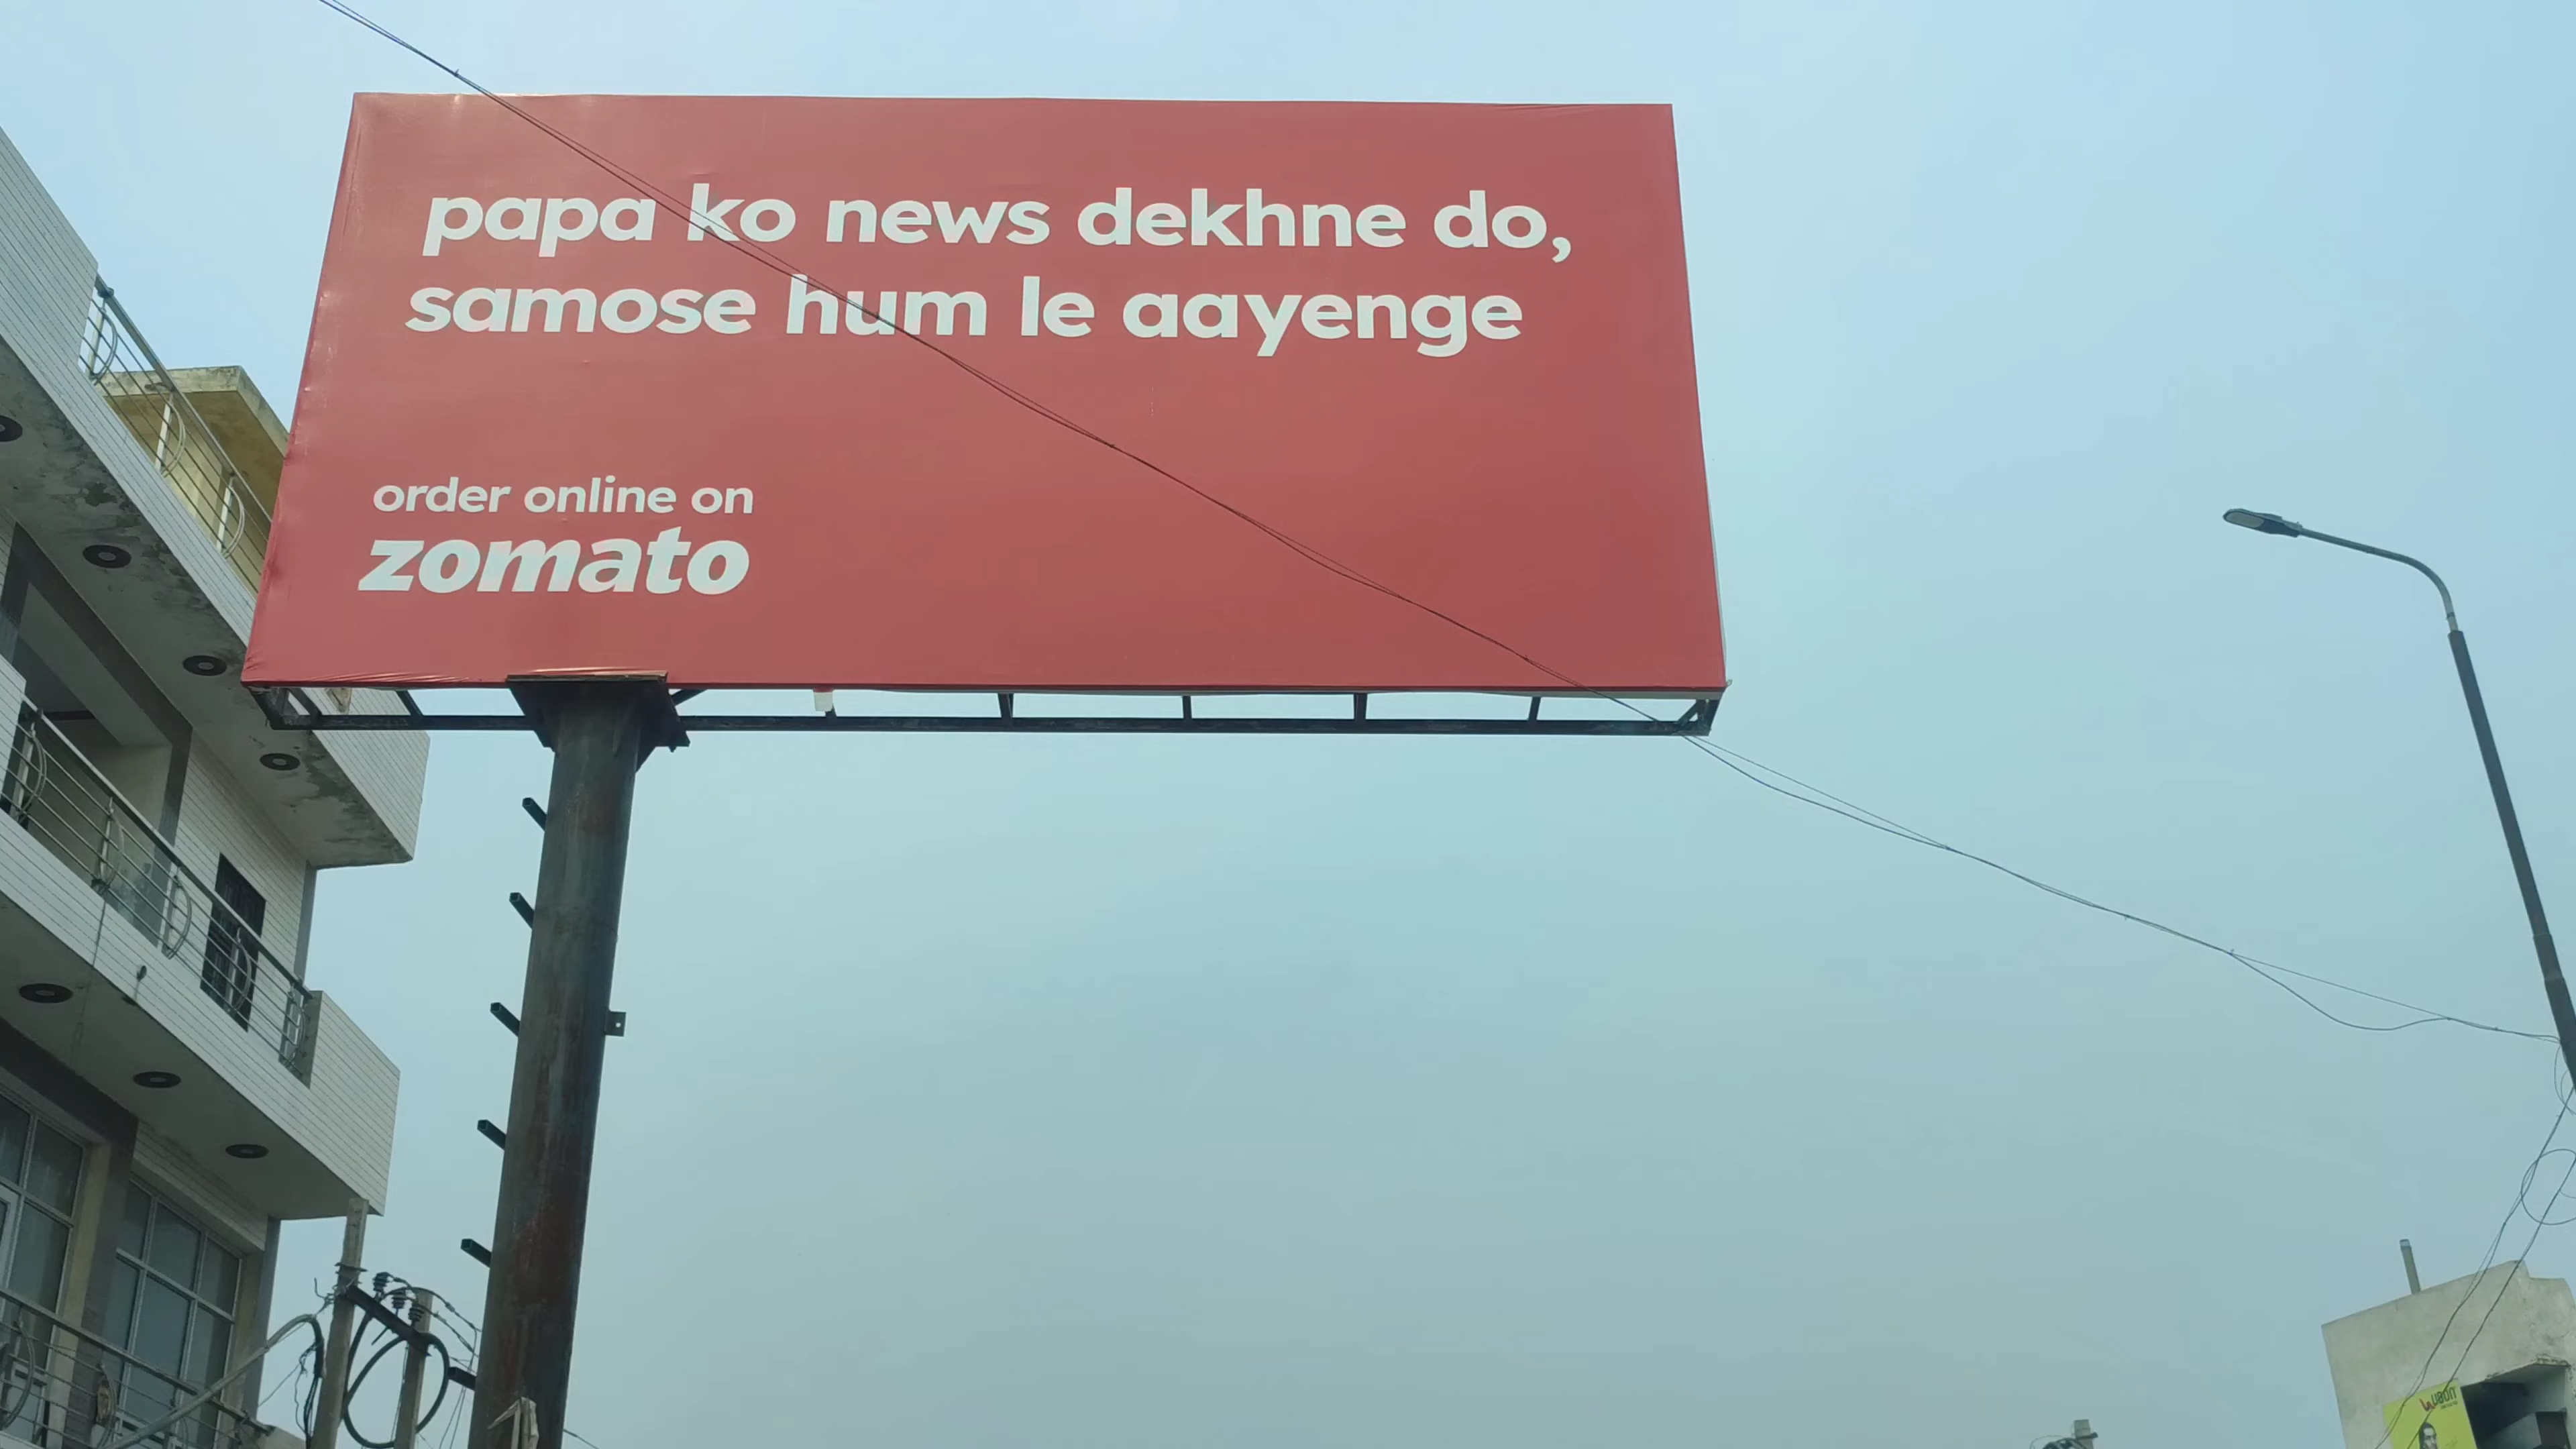 papa ko news dekhne do,
samose hum le aayenge
order online on
zomato